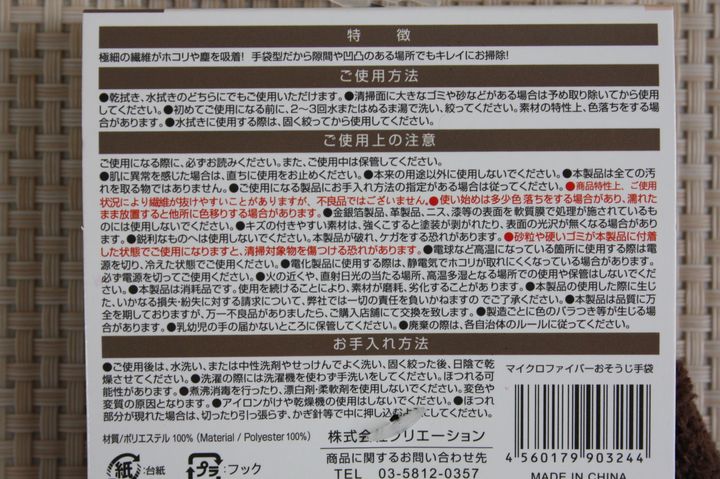 特 徴
極細の繊維がホコリや塵を吸着! 手袋型だから隙間や凹凸のある場所でもキレイにお掃除!
ご使用方法
●乾拭き、水拭きのどちらにでもご使用いただけます。●清掃面に大きなゴミや砂などがある場合は予め取り除いてから使用
してください。●初めてご使用になる前に、2〜3回水またはぬるま湯で洗い、絞ってください。素材の特性上、色落ちをする場
合があります。●水拭きに使用する際は、固く絞ってから使用してください。
ご使用上の注意
ご使用になる際に、必ずお読みください。また、ご使用中は保管してください。
●肌に異常を感じた場合は、直ちに使用をお止めください。●本来の用途以外に使用しないでください。●本製品は全ての汚
れを取る物ではありません。●ご使用になる製品にお手入れ方法の指定がある場合は従ってください。●商品特性上、ご使用
状況により繊維が抜けやすいことがありますが、不良品ではございません。●使い始めは多少色落ちする場合があり、濡れた
まま放置すると他所に色移りする場合があります。●金銀箔製品、革製品、ニス、漆等の表面を軟質膜で処理が施されているも
のには使用しないでください。●キズの付きやすい素材は、強くこすると塗装が剥がれたり、表面の光沢が無くなる場合があり
ます。●鋭利なものへは使用しないでください。本製品が破れ、ケガをする恐れがあります。●砂粒や硬いゴミが本製品に付着
した状態でご使用になりますと、清掃対象物を傷つける恐れがあります。●電球など高温になっている箇所に使用する際は電
源を切り、冷えた状態でご使用ください。●電化製品に使用する際は、静電気でホコリが取れにくくなっている場合があります。
必ず電源を切ってご使用ください。●火の近くや、直射日光の当たる場所、高温多湿となる場所での使用や保管はしないでくだ
さい。●本製品は消耗品です。使用を続けることにより、素材が磨耗、劣化することがあります。●本製品の使用した際に生じ
た、いかなる損失・紛失に対する請求について、弊社では一切の責任を負いかねますのでご了承ください。●本製品は品質に万
全を期しておりますが、万一不良品がありましたら、ご購入店舗にて交換を致します。●製造ごとに色のバラつき等が生じる場
合があります。●乳幼児の手の届かないところに保管してください。●廃棄の際は、各自治体のルールに従ってください。
お手入れ方法
●ご使用後は、水洗い、または中性洗剤やせっけんでよく洗い、固く絞った後、日陰で乾
燥させてください。●洗濯の際には洗濯機を使わず手洗いをしてください。ほつれる可
能性があります。●煮沸消毒を行ったり、漂白剤・柔軟剤を使用しないでください。変色や
変質の原因となります。●アイロンがけや乾燥機の使用はしないでください。●ほつれ
部分が現れた場合は、切ったり引っ張らず、かぎ針等で中に押し込むようにしてください。
マイクロファイバーおそうじ手袋
材質/ポリエステル 100% (Material / Polyester 100%)
紙:台紙 プラ:フック
株式会社クリエーション
商品に関するお問い合わせ先
TEL 03-5812-0357
4 560179 903244
MADE IN CHINA